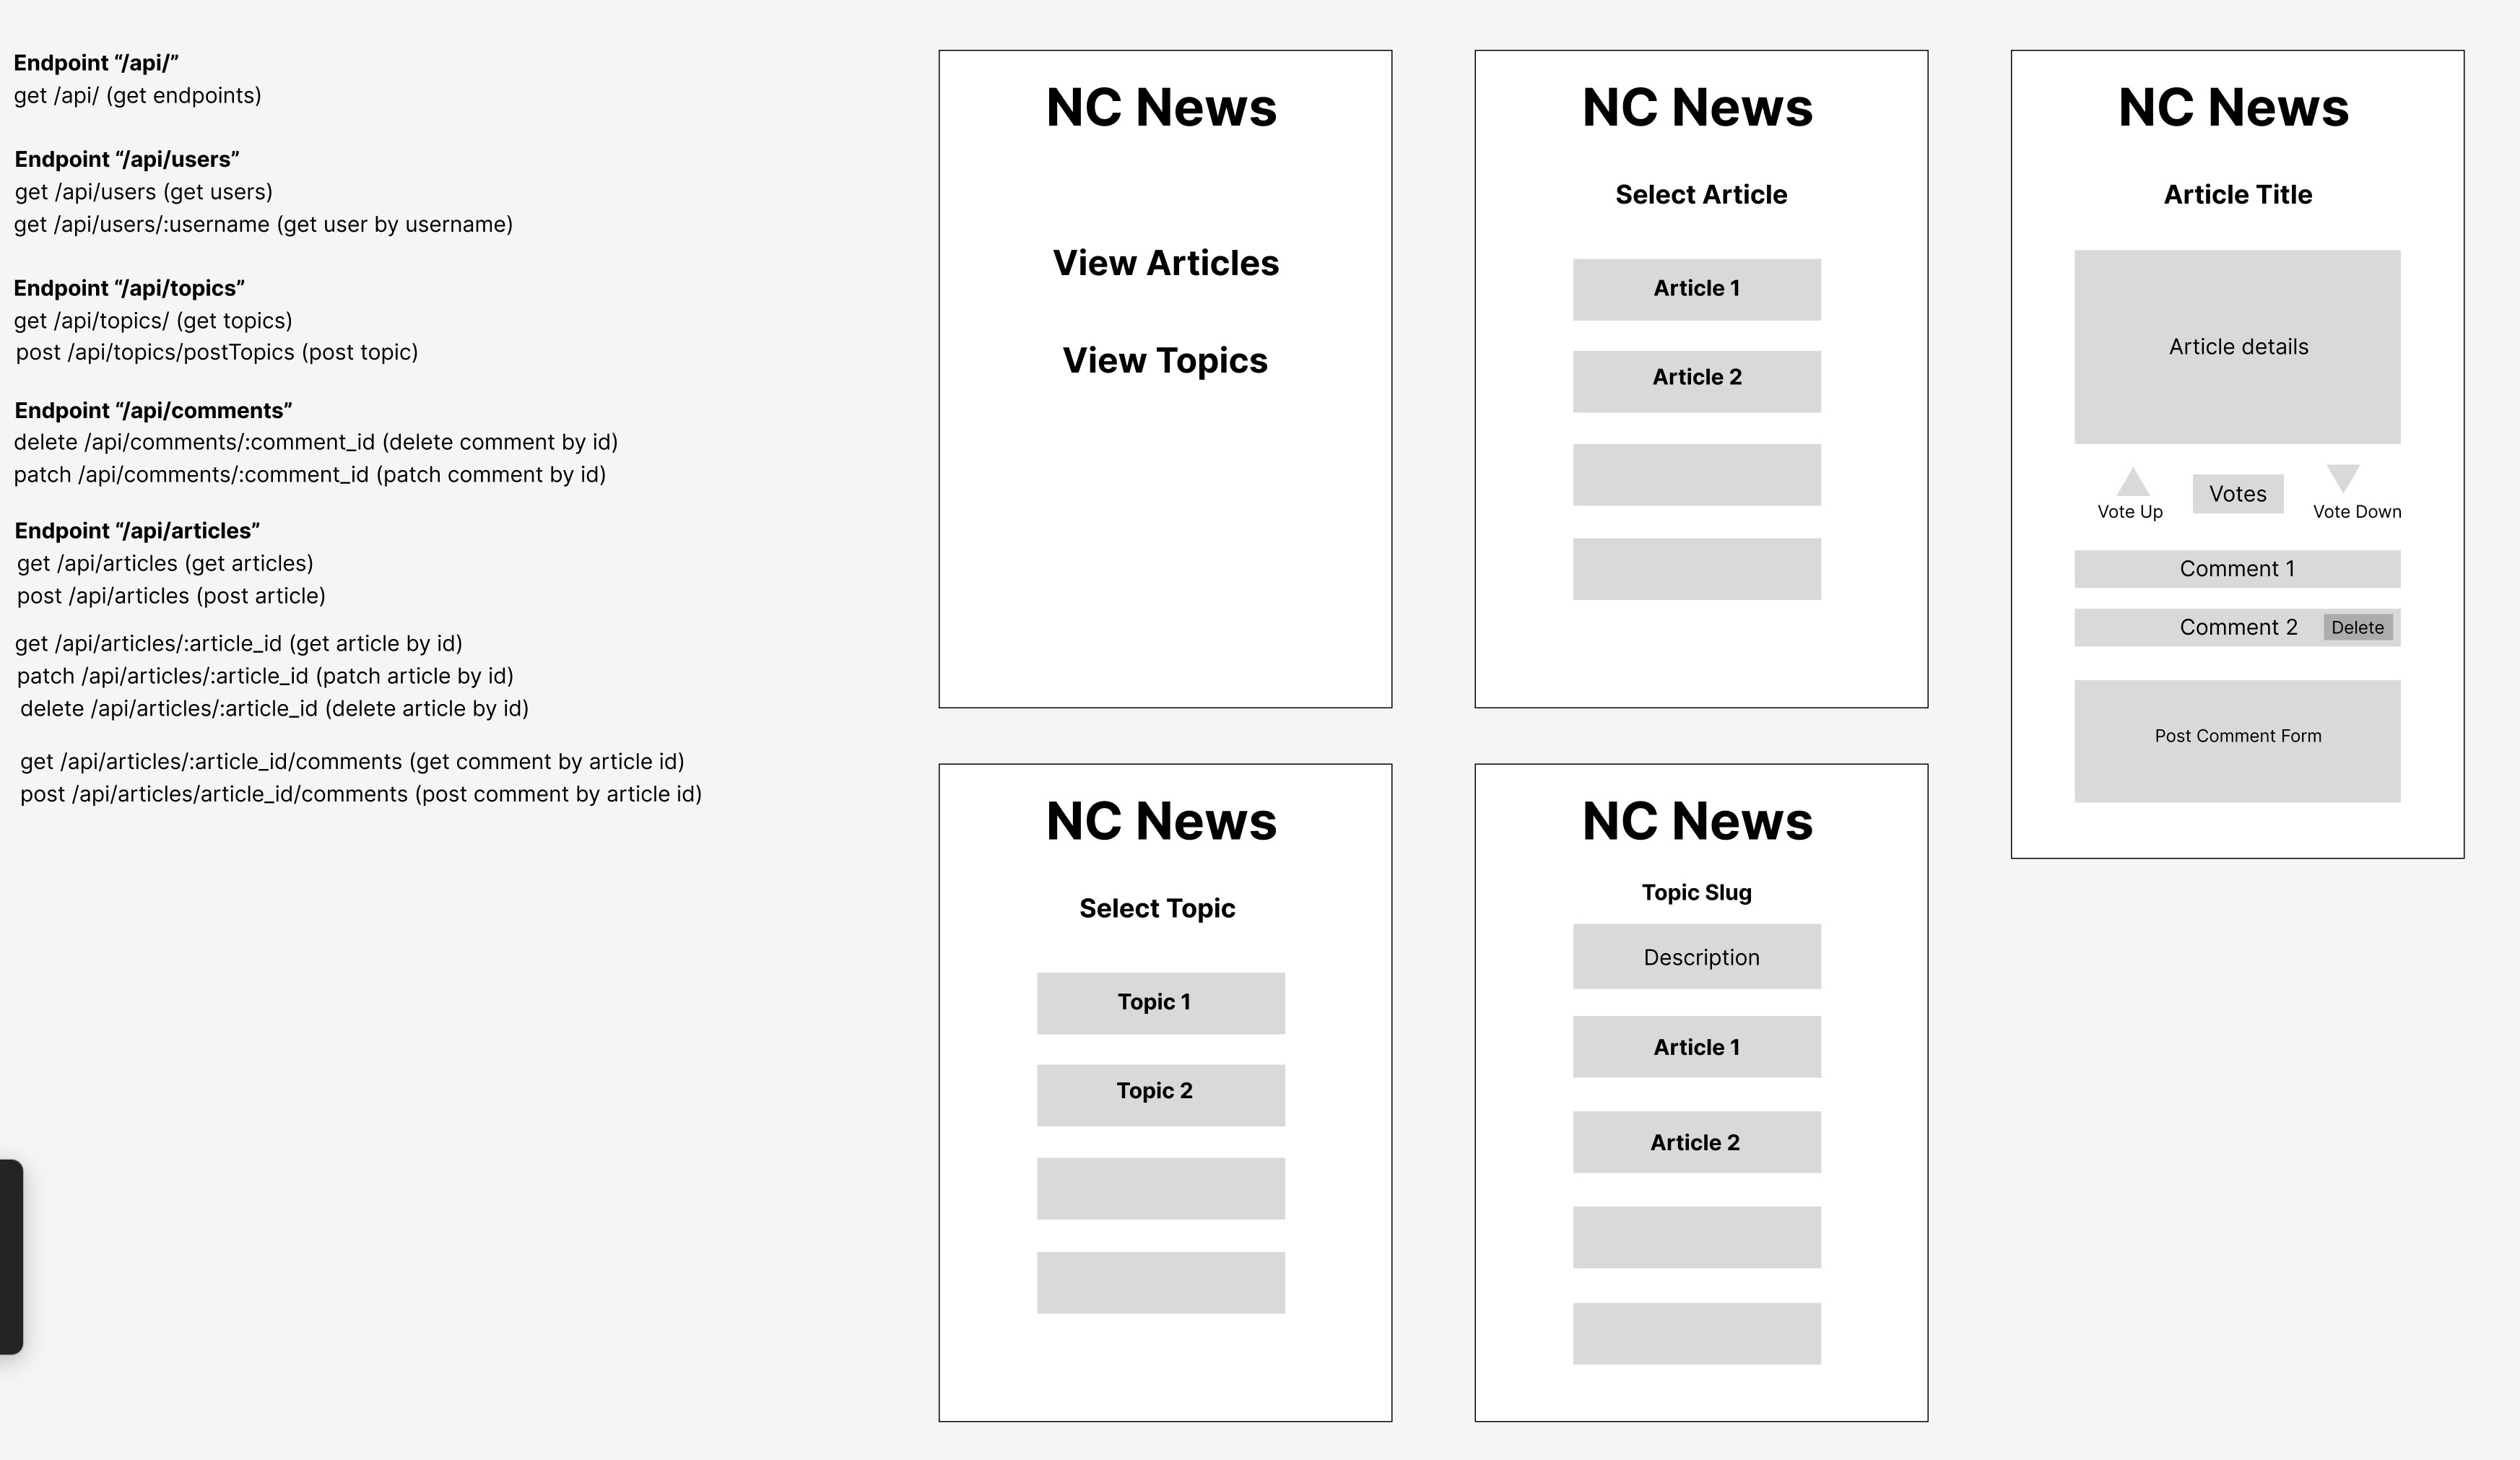 Endpoint “/api/”
get /api/ (get endpoints)
Endpoint “/api/users”
get /api/users (get users)
get /api/users/:username (get user by username)
Endpoint “/api/topics”
get /api/topics/ (get topics)
post /api/topics/postTopics (post topic)
Endpoint “/api/comments”
delete /api/comments/:comment_id (delete comment by id)
patch /api/comments/:comment_id (patch comment by id)
Endpoint “/api/articles”
get /api/articles (get articles)
post /api/articles (post article)
get /api/articles/:article_id (get article by id)
patch /api/articles/:article_id (patch article by id)
delete /api/articles/:article_id (delete article by id)
get /api/articles/:article_id/comments (get comment by article id)
post /api/articles/article_id/comments (post comment by article id)
NC News
View Articles
View Topics
NC News
Select Article
Article 1
Article 2
NC News
Article Title
Article details
Votes
Vote Up
Vote Down
Comment 1
Comment 2
Delete
Post Comment Form
NC News
Select Topic
Topic 1
Topic 2
NC News
Topic Slug
Description
Article 1
Article 2